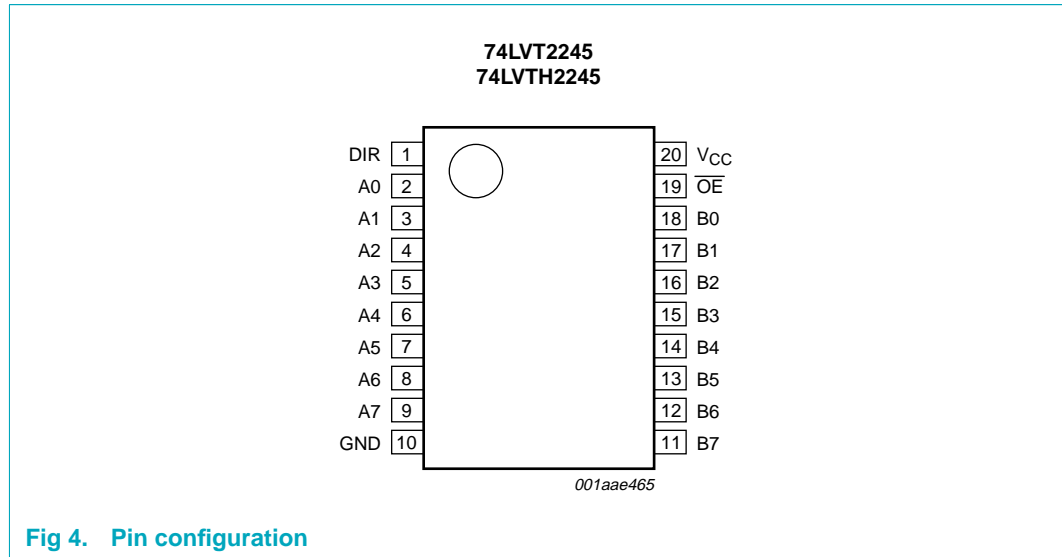 74LVT2245
74LVTH2245
DIR 1 20 VCC
A0 2 19 O̅E̅
A1 3 18 B0
A2 4 17 B1
A3 5 16 B2
A4 6 15 B3
A5 7 14 B4
A6 8 13 B5
A7 9 12 B6
GND 10 11 B7
001aae465
Fig 4. Pin configuration